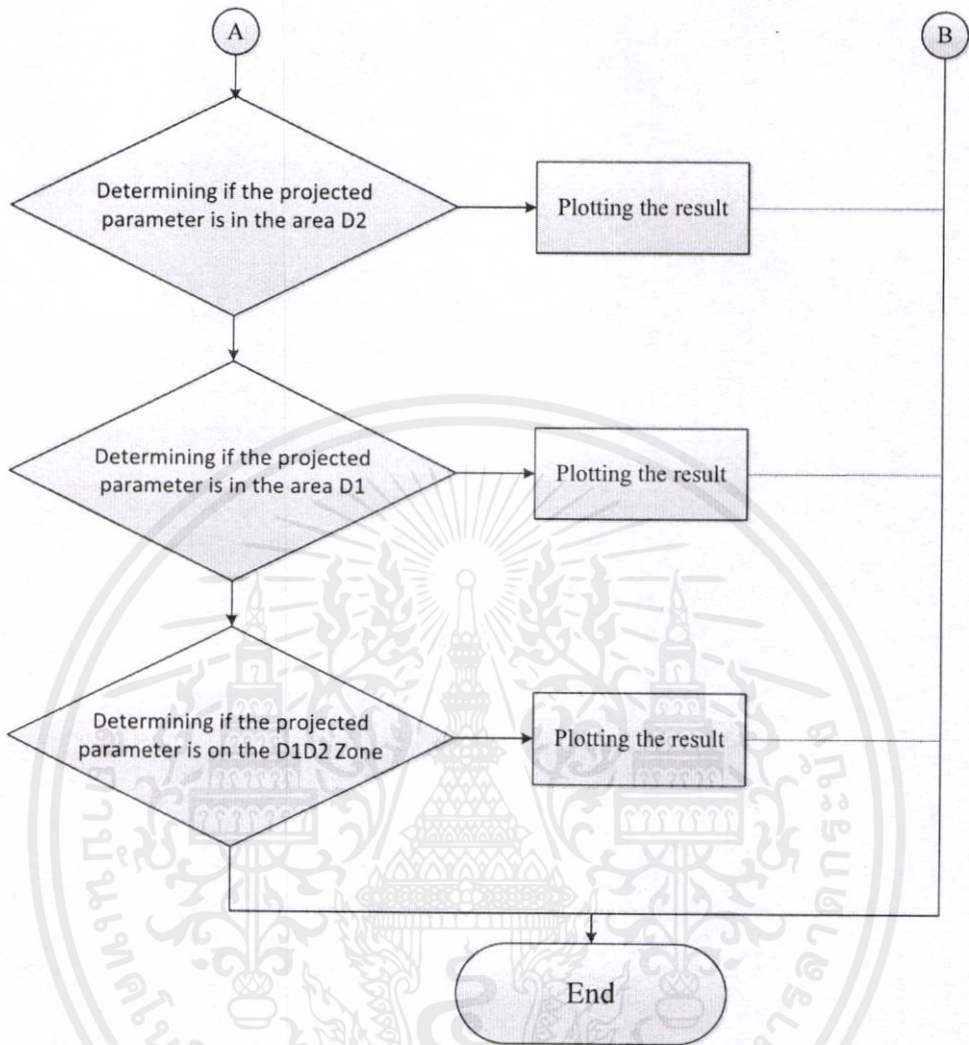 A
B
Determining if the projected
parameter is in the area D2
Plotting the result
Determining if the projected
parameter is in the area D1
Plotting the result
Determining if the projected
parameter is on the D1D2 Zone
Plotting the result
End